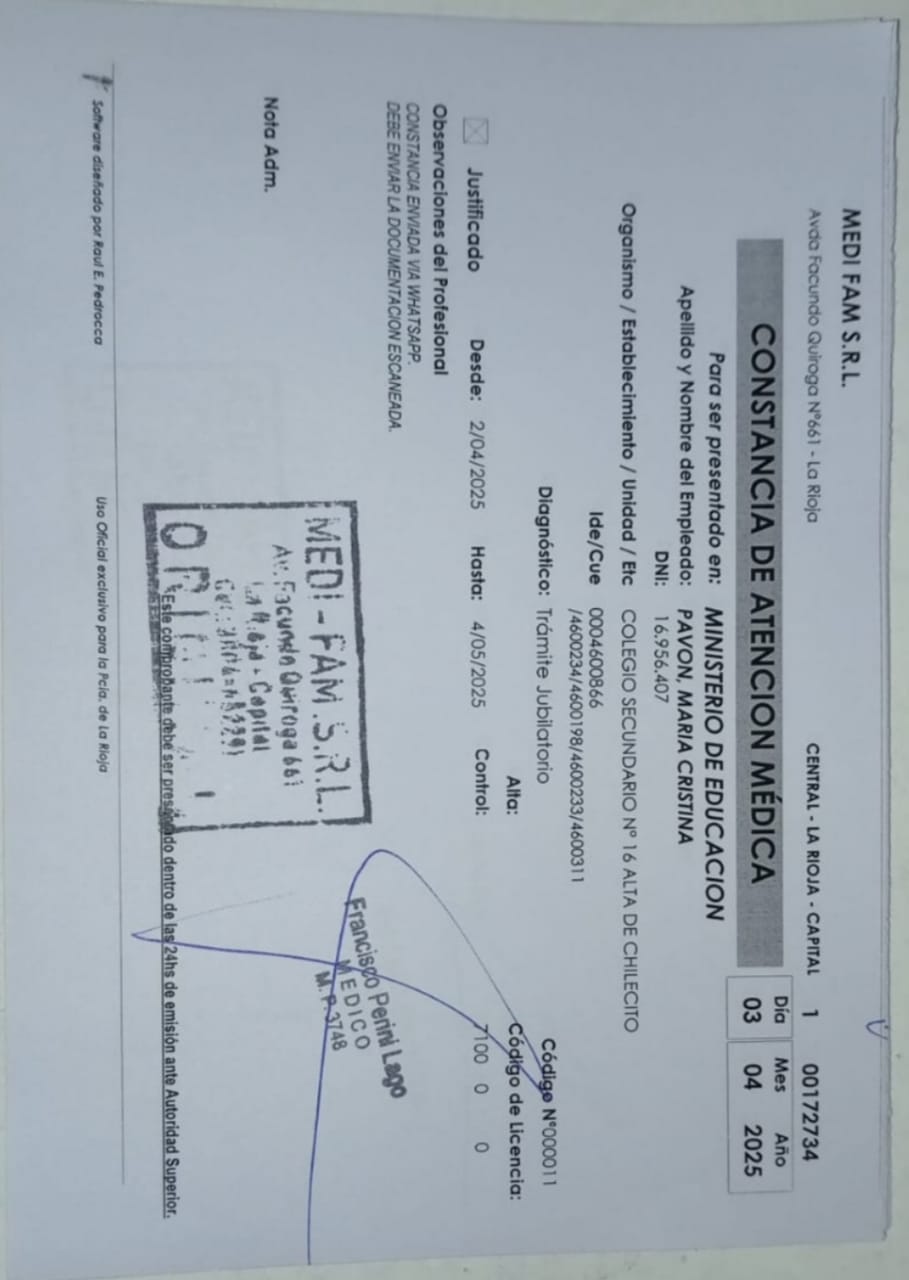 MEDI FAM S.R.L.
Avda Facundo Quiroga N°661 - La Rioja
CENTRAL - LA RIOJA - CAPITAL 1 00172734
CONSTANCIA DE ATENCION MÉDICA
Día Mes Año
03 04 2025
Para ser presentado en: MINISTERIO DE EDUCACION
Apellido y Nombre del Empleado: PAVON, MARIA CRISTINA
DNI: 16.956.407
Organismo / Establecimiento / Unidad / Etc COLEGIO SECUNDARIO N° 16 ALTA DE CHILECITO
Ide/Cue 0004600866
/4600234/4600198/4600233/4600311
Diagnóstico: Trámite Jubilatorio
Código N°000011
Alta:
Código de Licencia:
Justificado Desde: 2/04/2025 Hasta: 4/05/2025 Control: 7100 0 0
Observaciones del Profesional
CONSTANCIA ENVIADA VIA WHATSAPP.
DEBE ENVIAR LA DOCUMENTACION ESCANEADA.
Nota Adm.
MEDI - FAM .S.R.L.
Av. Facundo Quiroga 661
La Rioja - Capital
Francisco Perini Lago
MEDICO
M.P. 3748
Este comprobante debe ser presentado dentro de las 24hs de emisión ante Autoridad Superior.
Software diseñado por Raul E. Pedrocca
Uso Oficial exclusivo para la Pcia. de La Rioja